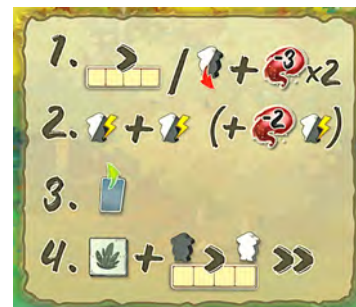 1. > / + -3 x2
2. + (+ -2 )
3.
4. + > >>